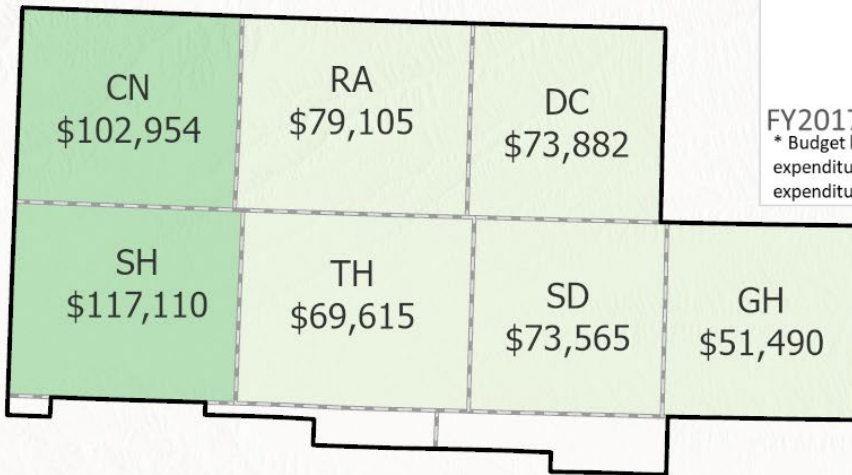 CN
$102,954
RA
$79,105
DC
$73,882
FY2017
* Budget
expenditu
expenditu
SH
$117,110
TH
$69,615
SD
$73,565
GH
$51,490